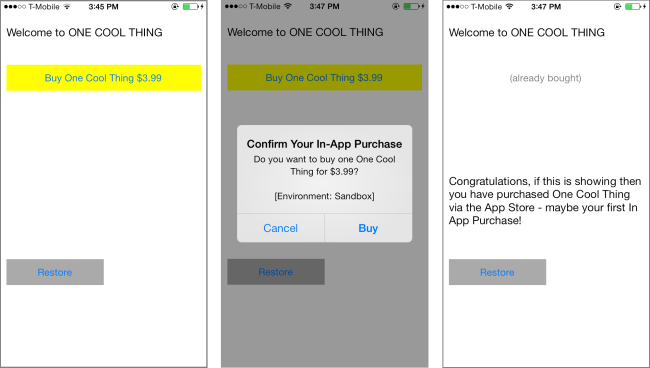 T-Mobile 3:45 PM
Welcome to ONE COOL THING
Buy One Cool Thing $3.99
Restore
T-Mobile 3:47 PM
Welcome to ONE COOL THING
Buy One Cool Thing $3.99
Confirm Your In-App Purchase
Do you want to buy one One Cool
Thing for $3.99?
[Environment: Sandbox]
Cancel Buy
Restore
T-Mobile 3:47 PM
Welcome to ONE COOL THING
(already bought)
Congratulations, if this is showing then
you have purchased One Cool Thing
via the App Store - maybe your first In
App Purchase!
Restore